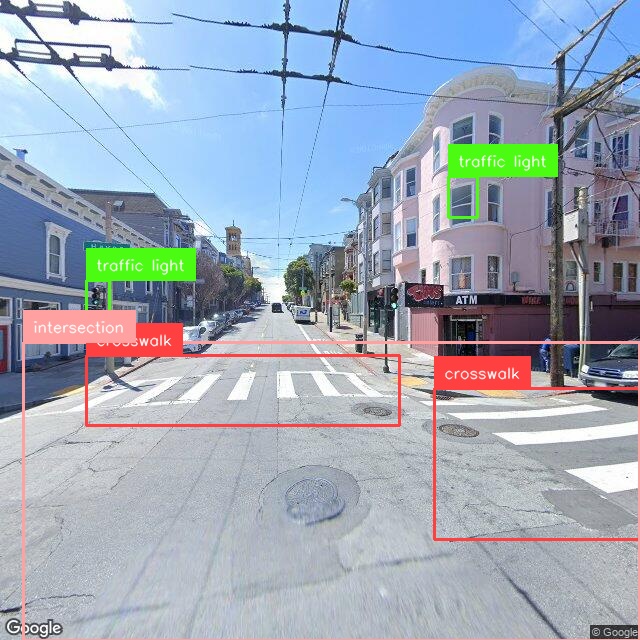 traffic light
traffic light
intersection
crosswalk
crosswalk
ATM
Google
© Google